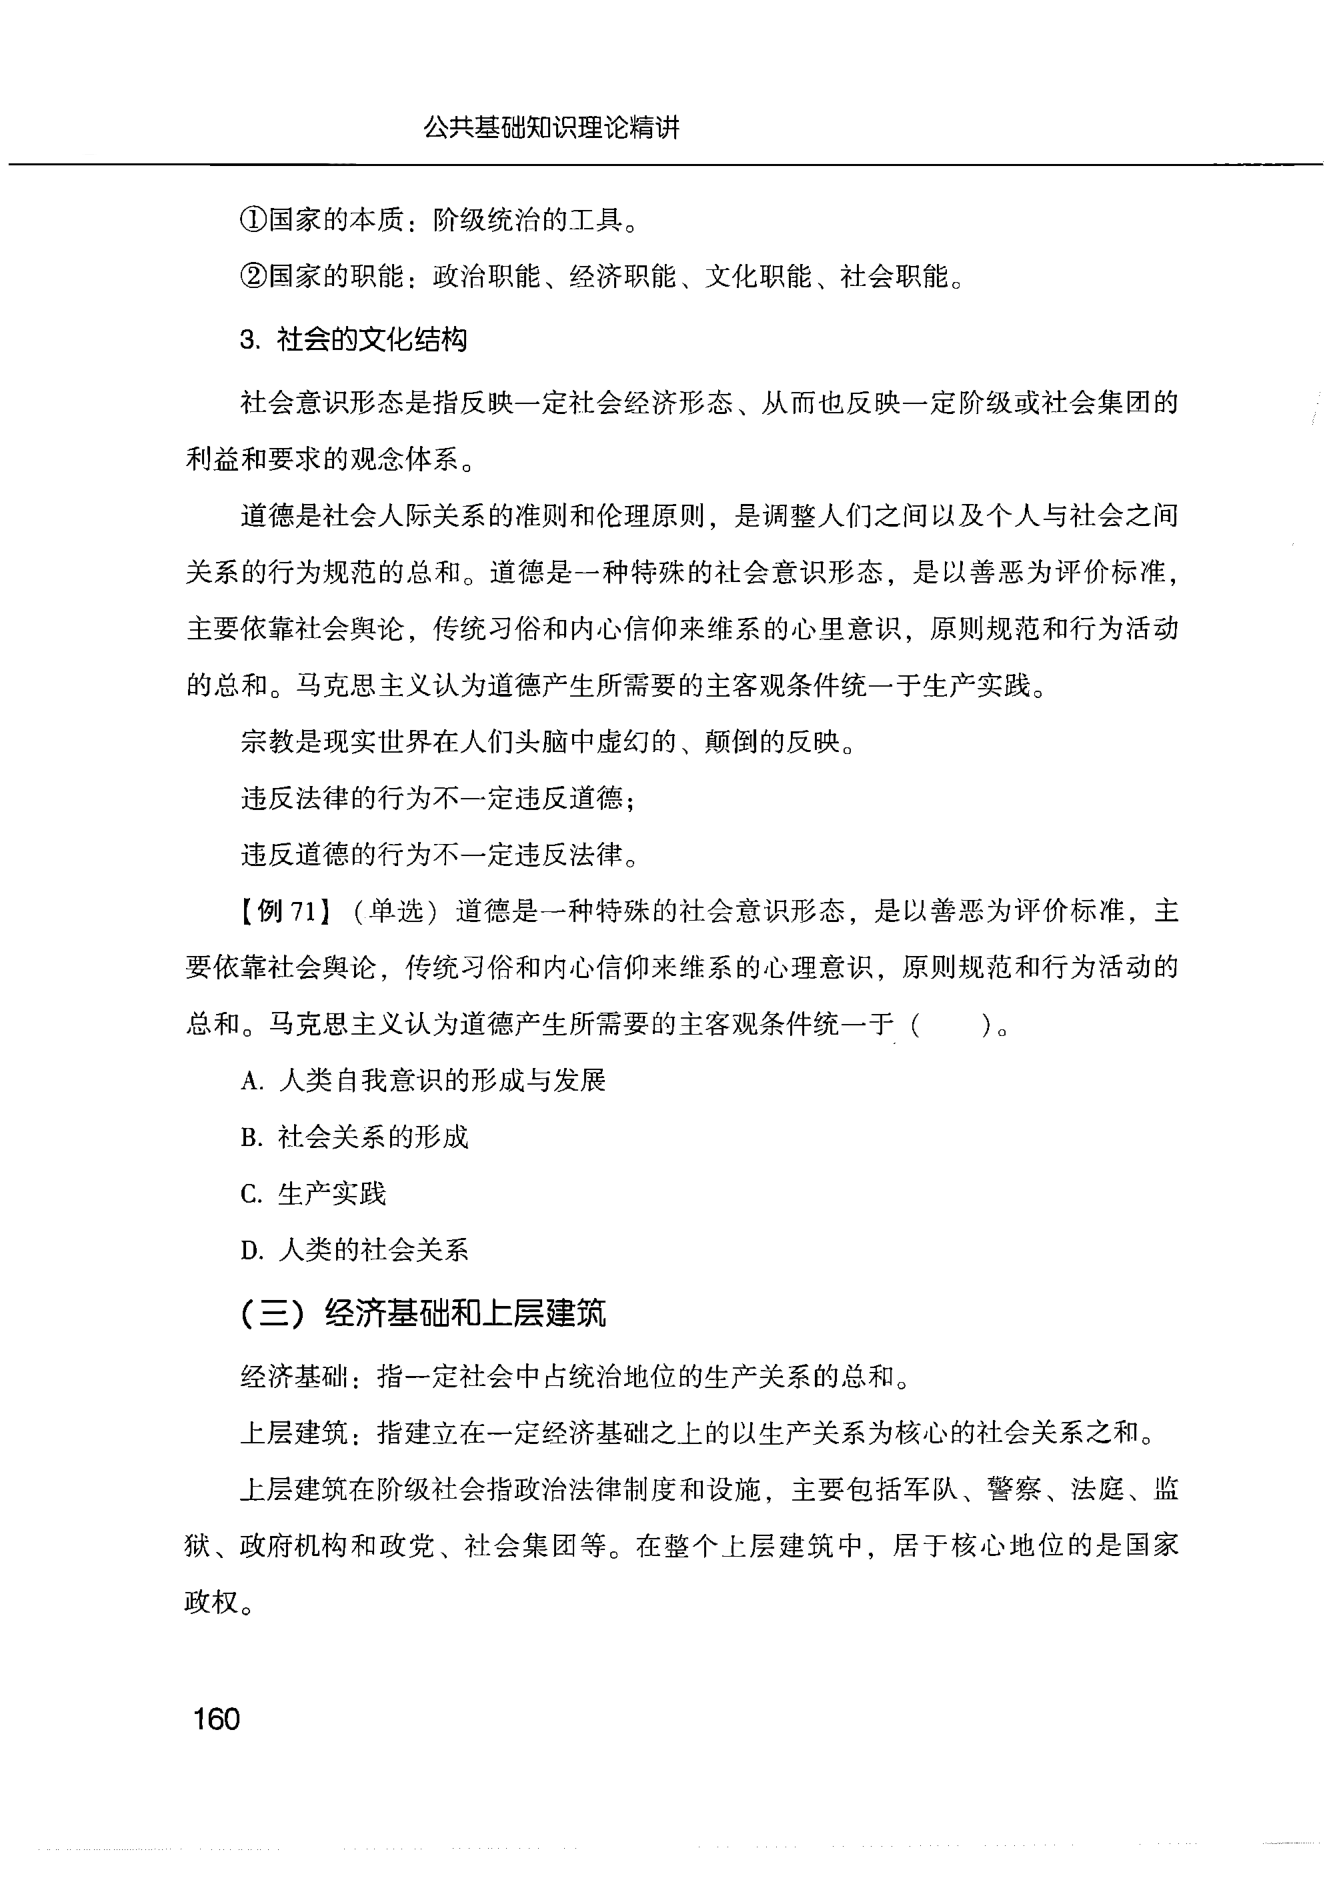 公共基础知识理论精讲
①国家的本质：阶级统治的工具。
②国家的职能：政治职能、经济职能、文化职能、社会职能。
3. 社会的文化结构
社会意识形态是指反映一定社会经济形态、从而也反映一定阶级或社会集团的
利益和要求的观念体系。
道德是社会人际关系的准则和伦理原则，是调整人们之间以及个人与社会之间
关系的行为规范的总和。道德是一种特殊的社会意识形态，是以善恶为评价标准，
主要依靠社会舆论，传统习俗和内心信仰来维系的心里意识，原则规范和行为活动
的总和。马克思主义认为道德产生所需要的主客观条件统一于生产实践。
宗教是现实世界在人们头脑中虚幻的、颠倒的反映。
违反法律的行为不一定违反道德；
违反道德的行为不一定违反法律。
【例 71】（单选）道德是一种特殊的社会意识形态，是以善恶为评价标准，主
要依靠社会舆论，传统习俗和内心信仰来维系的心理意识，原则规范和行为活动的
总和。马克思主义认为道德产生所需要的主客观条件统一于（　　）。
A. 人类自我意识的形成与发展
B. 社会关系的形成
C. 生产实践
D. 人类的社会关系
（三）经济基础和上层建筑
经济基础：指一定社会中占统治地位的生产关系的总和。
上层建筑：指建立在一定经济基础之上的以生产关系为核心的社会关系之和。
上层建筑在阶级社会指政治法律制度和设施，主要包括军队、警察、法庭、监
狱、政府机构和政党、社会集团等。在整个上层建筑中，居于核心地位的是国家
政权。
160